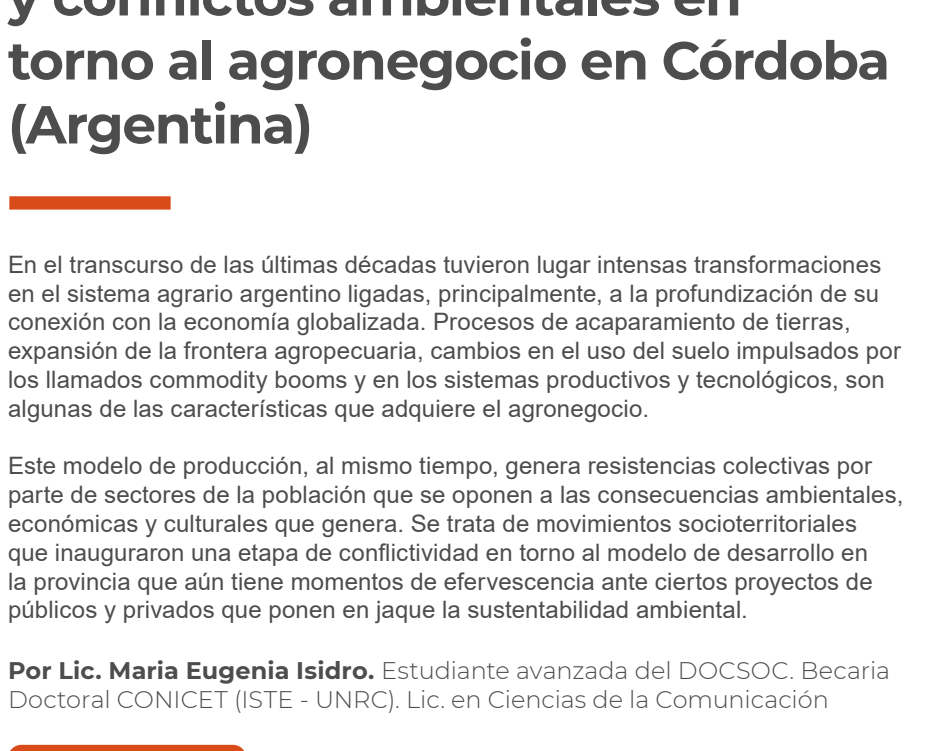 y conflictos ambientales en
torno al agronegocio en Córdoba
(Argentina)
En el transcurso de las últimas décadas tuvieron lugar intensas transformaciones
en el sistema agrario argentino ligadas, principalmente, a la profundización de su
conexión con la economía globalizada. Procesos de acaparamiento de tierras,
expansión de la frontera agropecuaria, cambios en el uso del suelo impulsados por
los llamados commodity booms y en los sistemas productivos y tecnológicos, son
algunas de las características que adquiere el agronegocio.
Este modelo de producción, al mismo tiempo, genera resistencias colectivas por
parte de sectores de la población que se oponen a las consecuencias ambientales,
económicas y culturales que genera. Se trata de movimientos socioterritoriales
que inauguraron una etapa de conflictividad en torno al modelo de desarrollo en
la provincia que aún tiene momentos de efervescencia ante ciertos proyectos de
públicos y privados que ponen en jaque la sustentabilidad ambiental.
Por Lic. Maria Eugenia Isidro. Estudiante avanzada del DOCSOC. Becaria
Doctoral CONICET (ISTE - UNRC). Lic. en Ciencias de la Comunicación